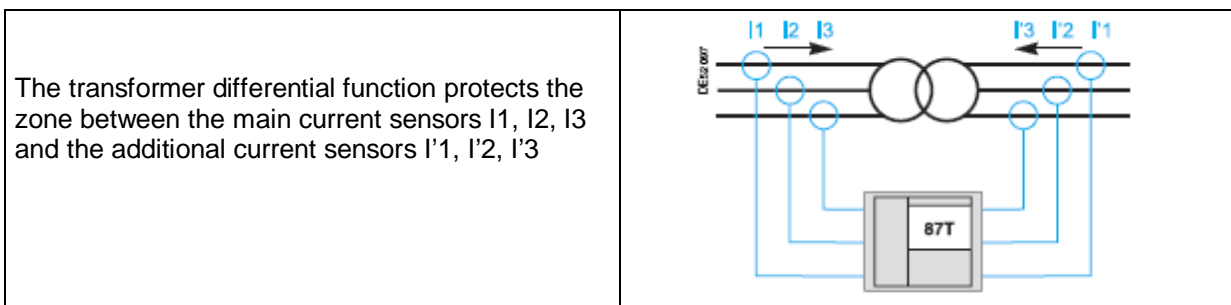 The transformer differential function protects the
zone between the main current sensors I1, I2, I3
and the additional current sensors I’1, I’2, I’3
I1 I2 I3
I'3 I'2 I'1
DE52097
87T